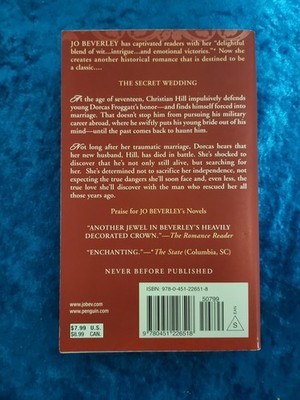 JO BEVERLEY has captivated readers with her "delightful
blend of wit...intrigue...and emotional victories."* Now she
creates another historical romance that is destined to
be a classic....
THE SECRET WEDDING
At the age of seventeen, Christian Hill impulsively defends
young Dorcas Froggatt's honor—and finds himself forced into
marriage. That doesn't stop him from pursuing his military
career abroad, where he swiftly puts his young bride out of his
mind—until the past comes back to haunt him.
Not long after her traumatic marriage, Dorcas hears that
her new husband, Hill, has died in battle. She's shocked to
discover that he's not only still alive, but searching for
her. She's determined not to sacrifice her independence, not
expecting the true dangers she'll soon face and, even less, the
true love she'll discover with the man who rescued her all
those years ago.
Praise for JO BEVERLEY's Novels
"ANOTHER JEWEL IN BEVERLEY'S HEAVILY
DECORATED CROWN."—The Romance Reader
"ENCHANTING."—*The State (Columbia, SC)
NEVER BEFORE PUBLISHED
www.jobev.com
www.penguin.com
$7.99 U.S.
$8.99 CAN.
ISBN: 978-0-451-22651-8
50799
9 780451 226518
S